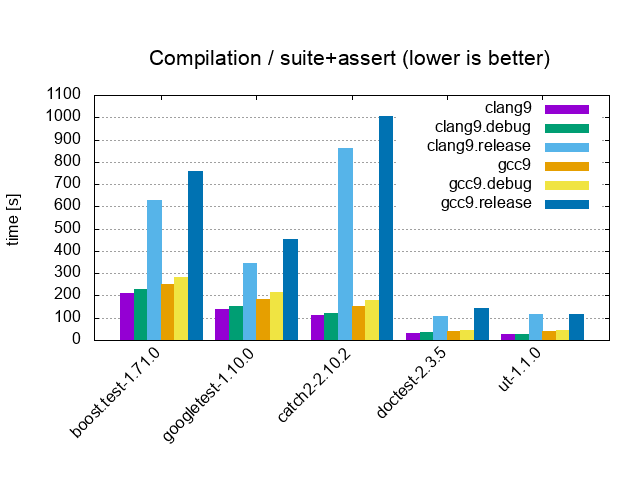 Compilation / suite+assert (lower is better)
time [s]
1100
1000
900
800
700
600
500
400
300
200
100
0
clang9
clang9.debug
clang9.release
gcc9
gcc9.debug
gcc9.release
boost.test-1.71.0
googletest-1.10.0
catch2-2.10.2
doctest-2.3.5
ut-1.1.0